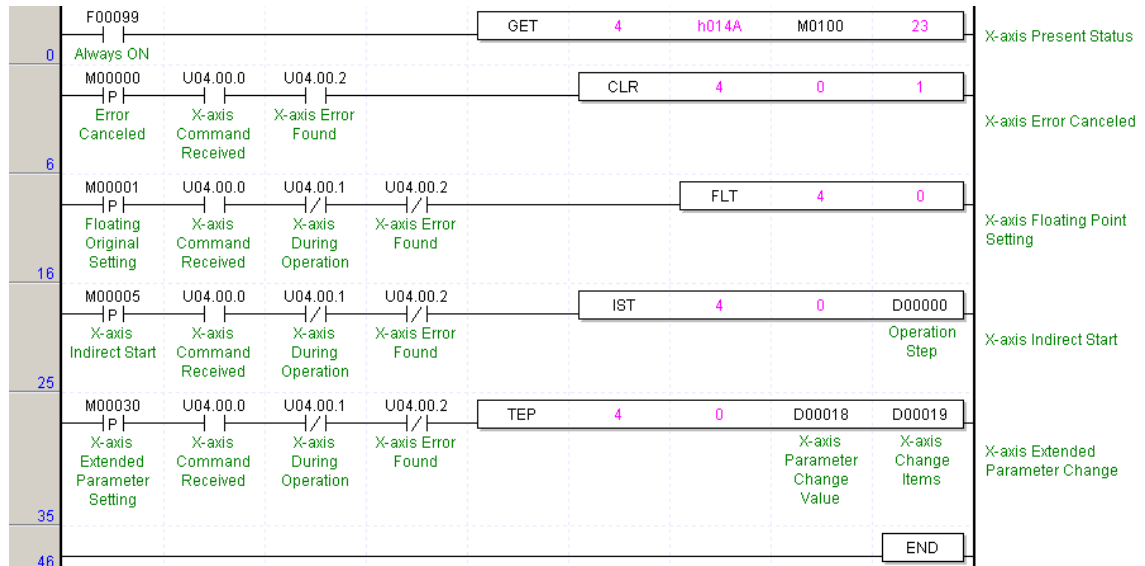 F00099
GET 4 h014A M0100 23
X-axis Present Status
0
Always ON
M00000 U04.00.0 U04.00.2
P
CLR 4 0 1
Error X-axis X-axis Error
Canceled Command Found
Received
X-axis Error Canceled
6
M00001 U04.00.0 U04.00.1 U04.00.2
P
FLT 4 0
Floating X-axis X-axis X-axis Error
Original Command During Found
Setting Received Operation
X-axis Floating Point
Setting
16
M00005 U04.00.0 U04.00.1 U04.00.2
P
IST 4 0 D00000
X-axis X-axis X-axis X-axis Error Operation
Indirect Start Command During Found Step
Received Operation
X-axis Indirect Start
25
M00030 U04.00.0 U04.00.1 U04.00.2
P
TEP 4 0 D00018 D00019
X-axis X-axis X-axis X-axis Error X-axis X-axis
Extended Command During Found Parameter Change
Parameter Received Operation Change Items
Setting Value
X-axis Extended
Parameter Change
35
END
46